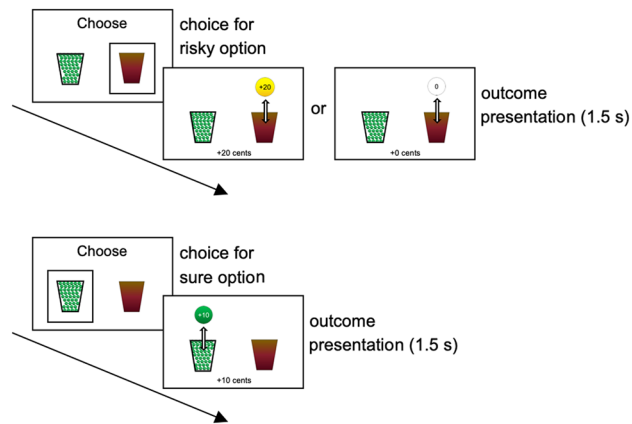 Choose
choice for
risky option
+20
+20 cents
or
0
+0 cents
outcome
presentation (1.5 s)
Choose
choice for
sure option
+10
+10 cents
outcome
presentation (1.5 s)